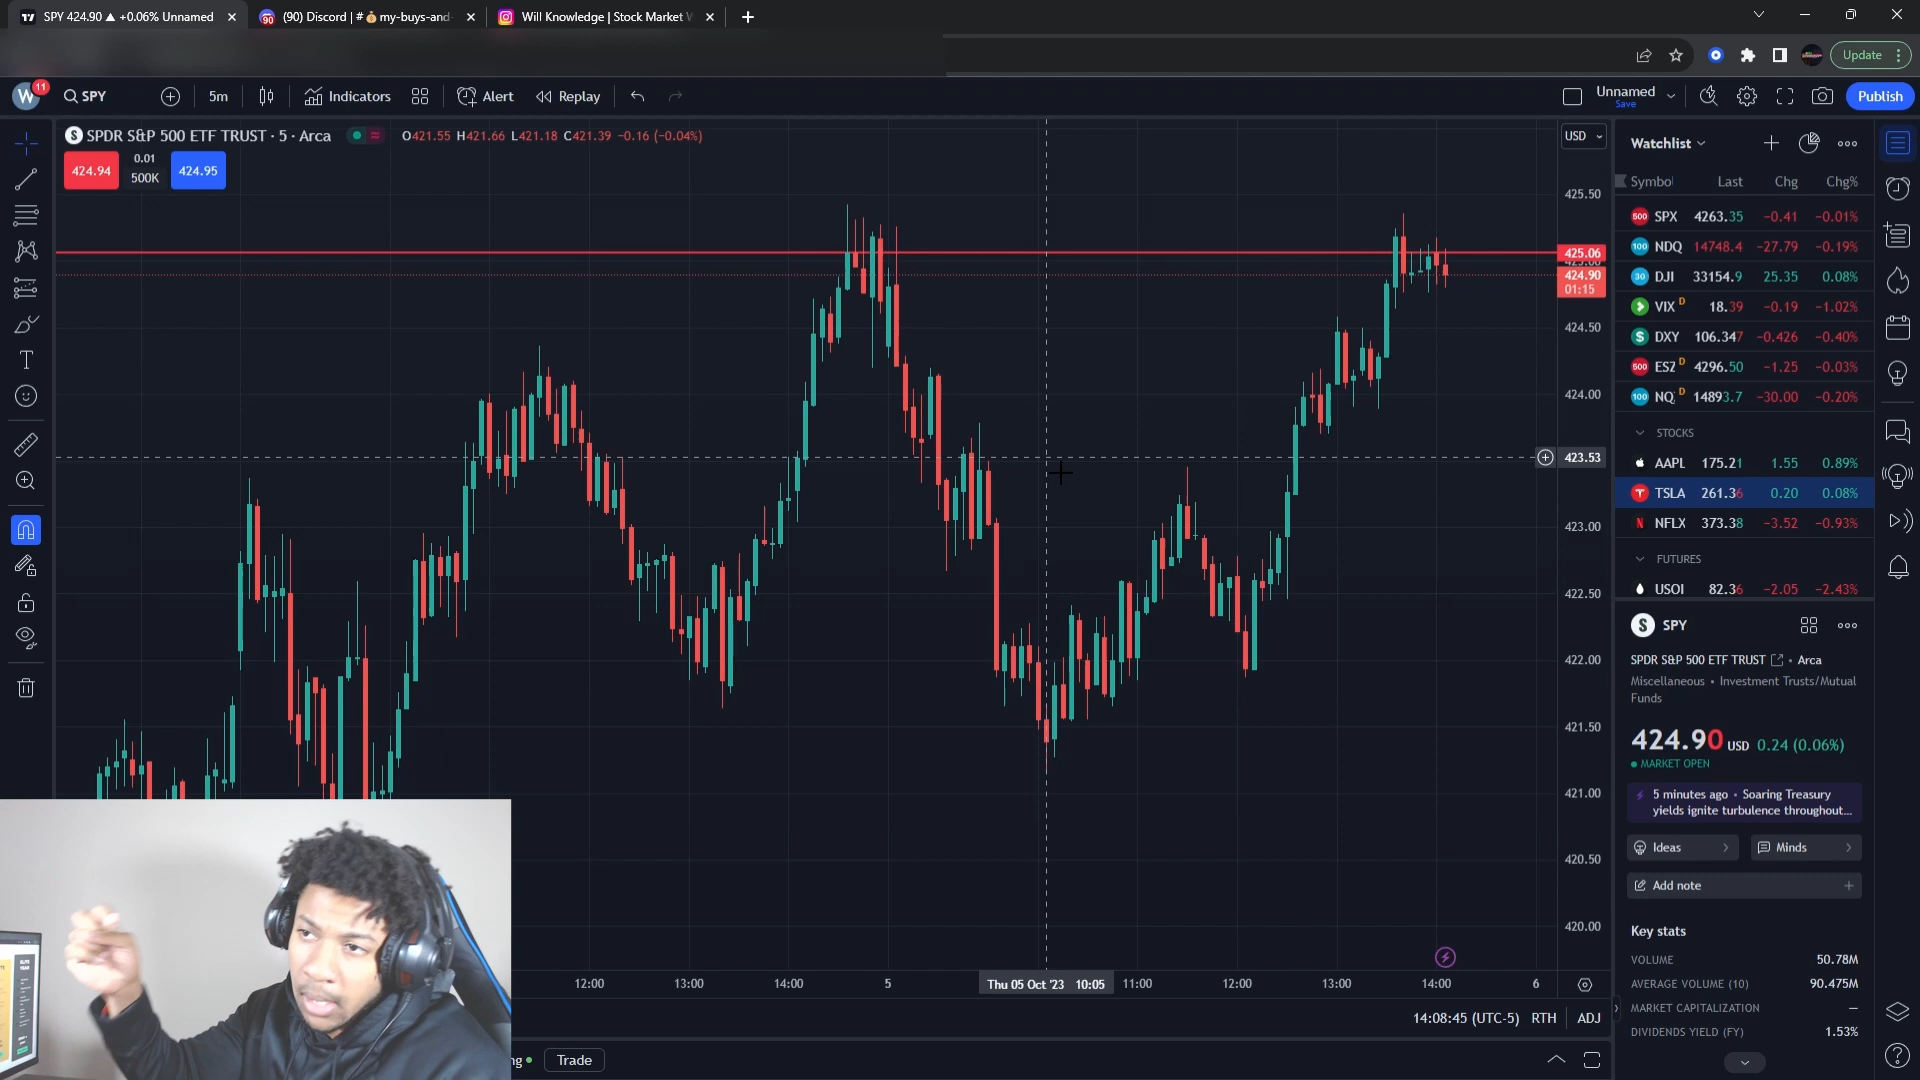 SPY 424.90 ▲ +0.06% Unnamed
(90) Discord | # 💰 my-buys-and-
Will Knowledge | Stock Market
Update
W 11
SPY
5m
Indicators
Alert
Replay
Unnamed
Save
Publish
SPDR S&P 500 ETF TRUST · 5 · Arca
O421.55 H421.66 L421.18 C421.39 −0.16 (−0.04%)
424.94
0.01
500K
424.95
USD
425.50
425.06
424.90
01:15
424.50
424.00
423.53
423.00
422.50
422.00
421.50
421.00
420.50
420.00
12:00 13:00 14:00 5 Thu 05 Oct '23 10:05 11:00 12:00 13:00 14:00 6
14:08:45 (UTC-5) RTH ADJ
ng
Trade
Watchlist
Symbol Last Chg Chg%
SPX 4263.35 −0.41 −0.01%
NDQ 14748.4 −27.79 −0.19%
DJI 33154.9 25.35 0.08%
VIX D 18.39 −0.19 −1.02%
DXY 106.347 −0.426 −0.40%
ESZ D 4296.50 −1.25 −0.03%
NQ D 14893.7 −30.00 −0.20%
STOCKS
AAPL 175.21 1.55 0.89%
TSLA 261.36 0.20 0.08%
NFLX 373.38 −3.52 −0.93%
FUTURES
USOI 82.36 −2.05 −2.43%
SPY
SPDR S&P 500 ETF TRUST • Arca
Miscellaneous • Investment Trusts/Mutual
Funds
424.90 USD 0.24 (0.06%)
MARKET OPEN
5 minutes ago • Soaring Treasury
yields ignite turbulence throughout...
Ideas
Minds
Add note
Key stats
VOLUME 50.78M
AVERAGE VOLUME (10) 90.475M
MARKET CAPITALIZATION —
DIVIDENDS YIELD (FY) 1.53%